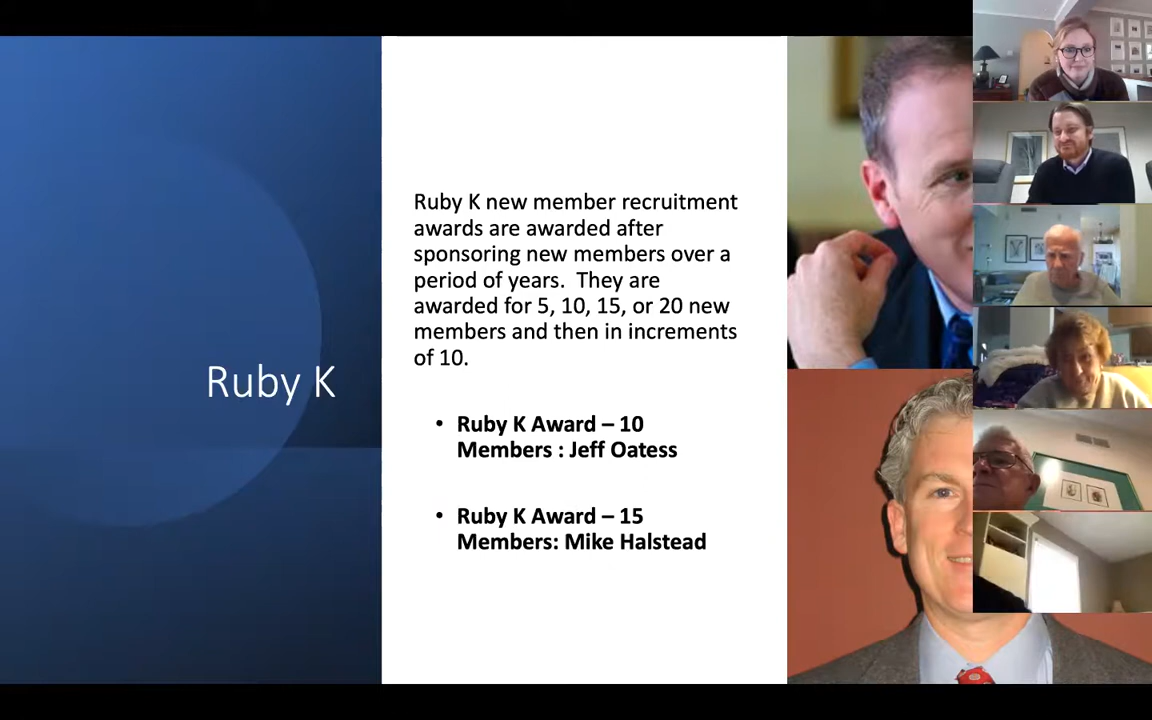 Ruby K
Ruby K new member recruitment
awards are awarded after
sponsoring new members over a
period of years.  They are
awarded for 5, 10, 15, or 20 new
members and then in increments
of 10.
• Ruby K Award – 10
Members : Jeff Oatess
• Ruby K Award – 15
Members: Mike Halstead